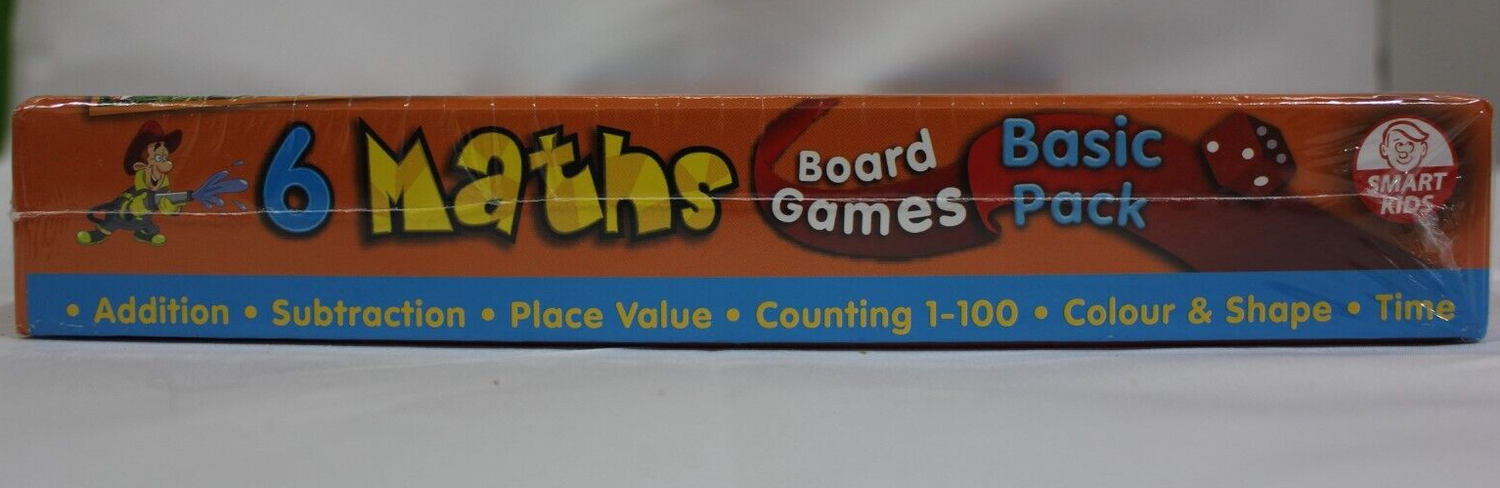 6 Maths
Board
Games
Basic
Pack
SMART
KIDS
• Addition • Subtraction • Place Value • Counting 1-100 • Colour & Shape • Time